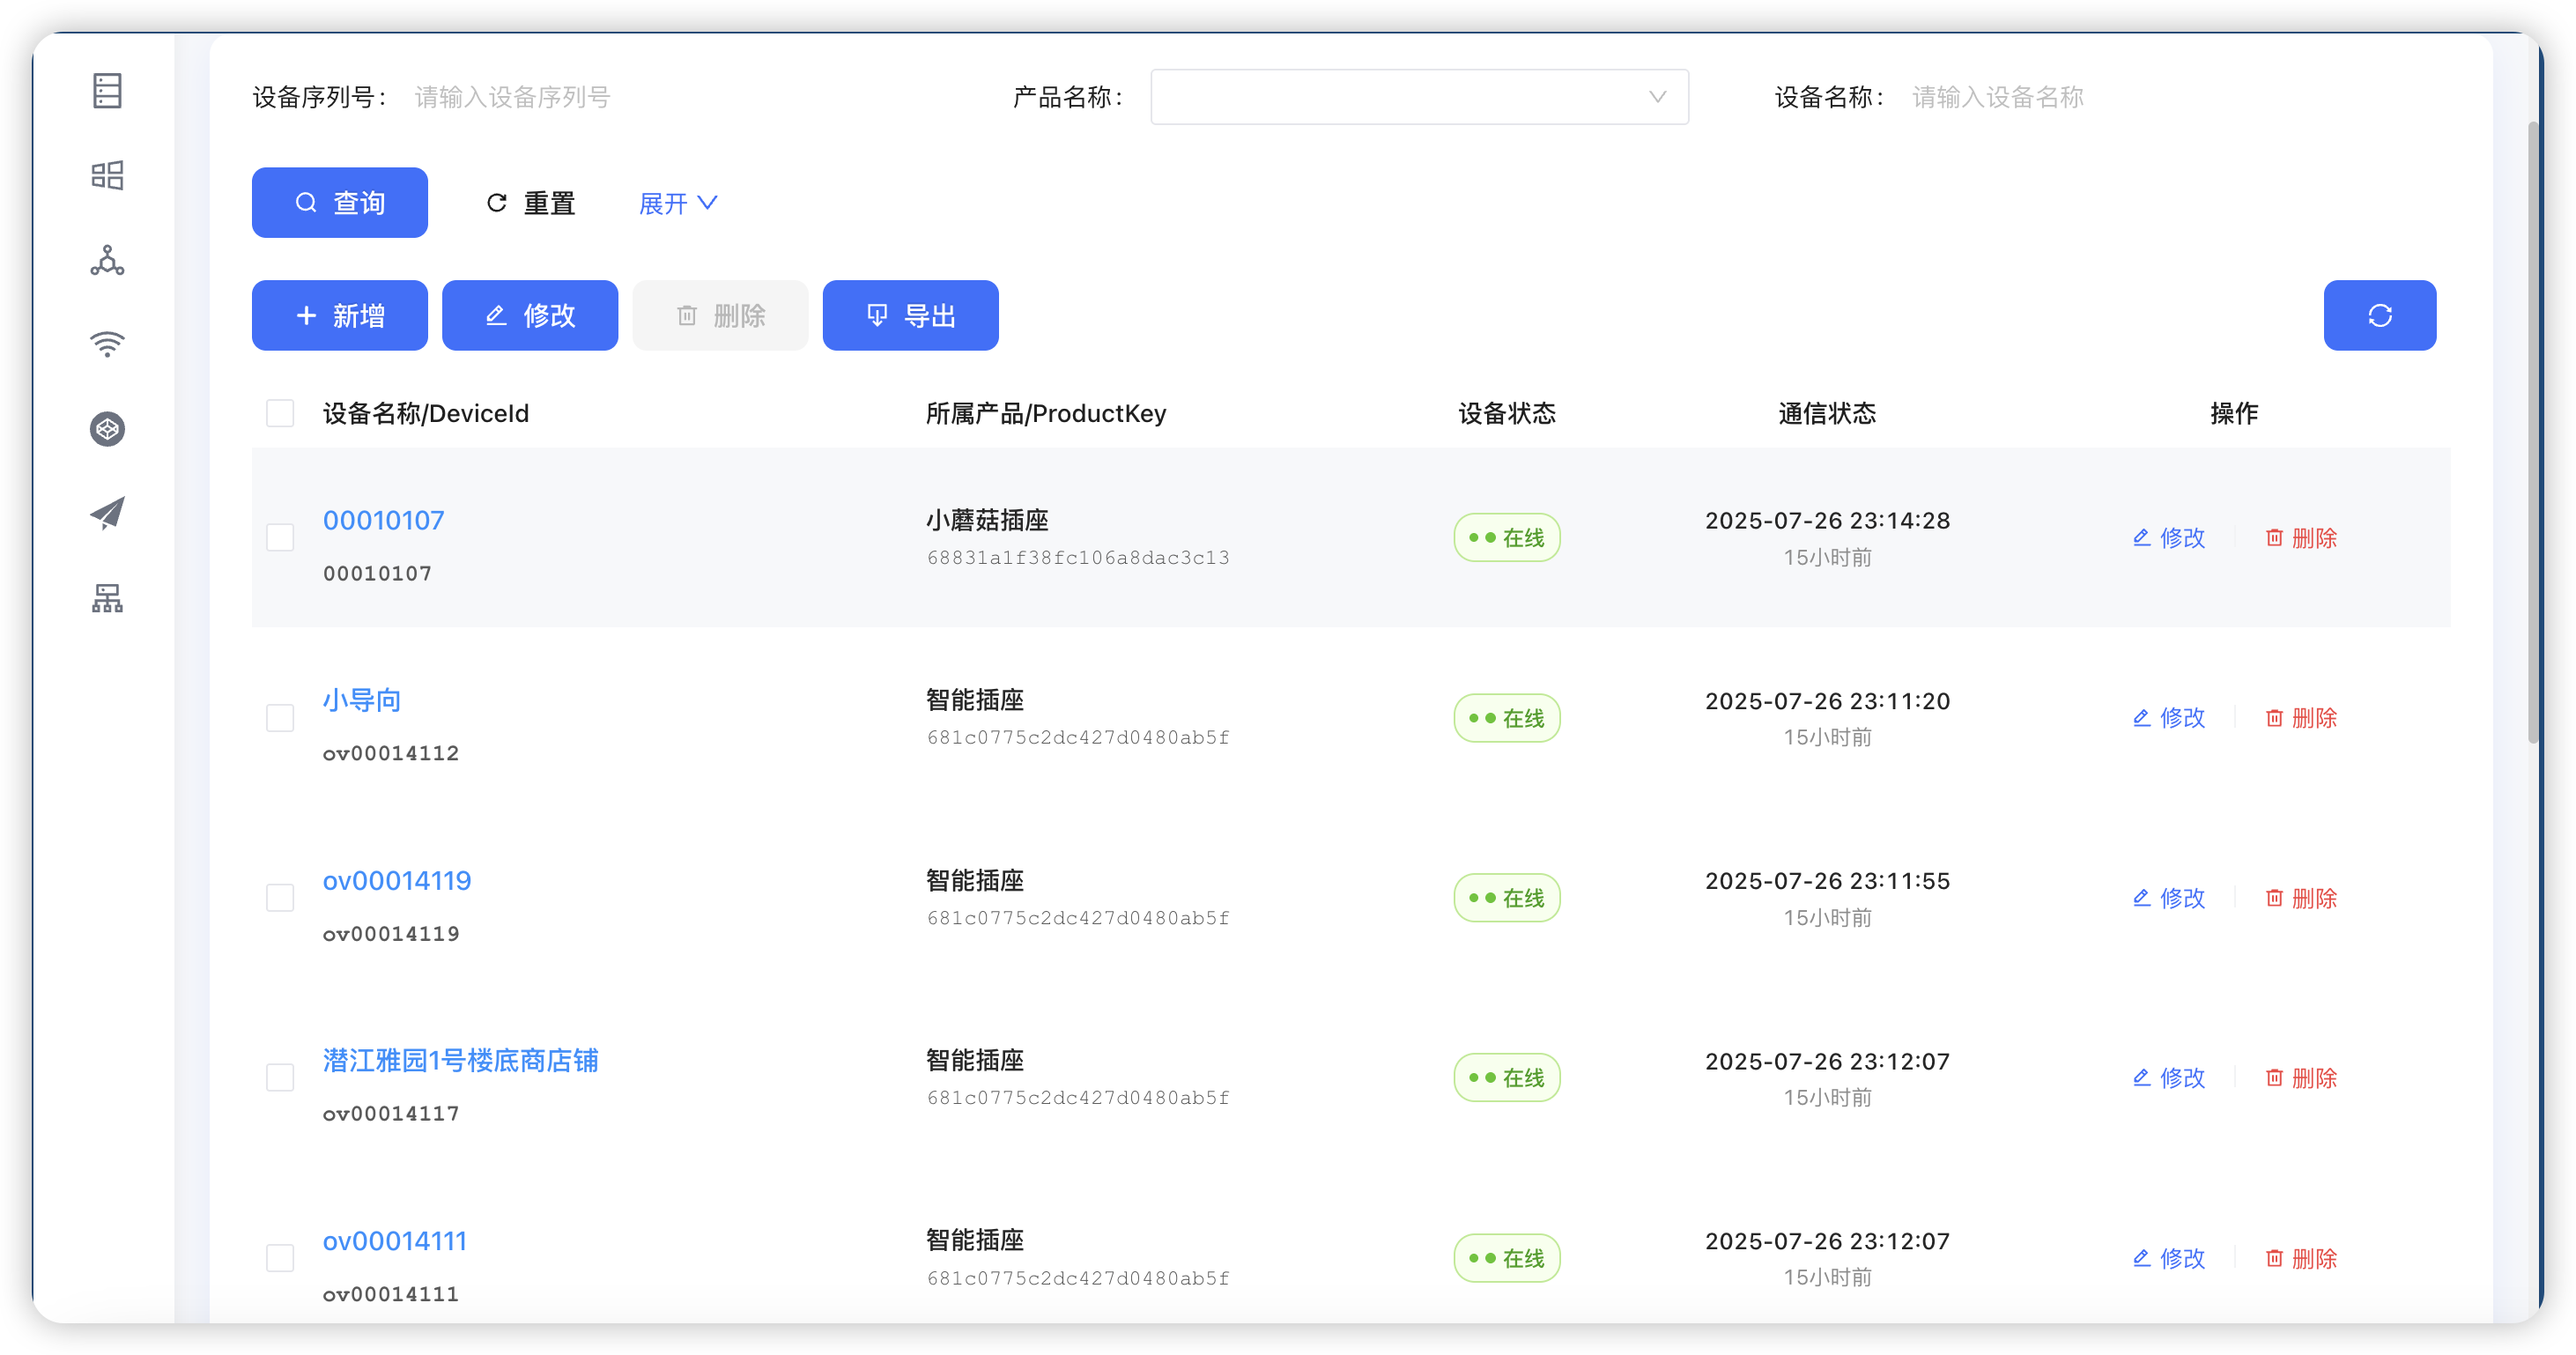 设备序列号： 请输入设备序列号 产品名称： 设备名称： 请输入设备名称
查询 重置 展开
新增 修改 删除 导出
设备名称/DeviceId 所属产品/ProductKey 设备状态 通信状态 操作
00010107 小蘑菇插座 在线 2025-07-26 23:14:28 修改 删除
00010107 68831a1f38fc106a8dac3c13 15小时前
小导向 智能插座 在线 2025-07-26 23:11:20 修改 删除
ov00014112 681c0775c2dc427d0480ab5f 15小时前
ov00014119 智能插座 在线 2025-07-26 23:11:55 修改 删除
ov00014119 681c0775c2dc427d0480ab5f 15小时前
潜江雅园1号楼底商店铺 智能插座 在线 2025-07-26 23:12:07 修改 删除
ov00014117 681c0775c2dc427d0480ab5f 15小时前
ov00014111 智能插座 在线 2025-07-26 23:12:07 修改 删除
ov00014111 681c0775c2dc427d0480ab5f 15小时前